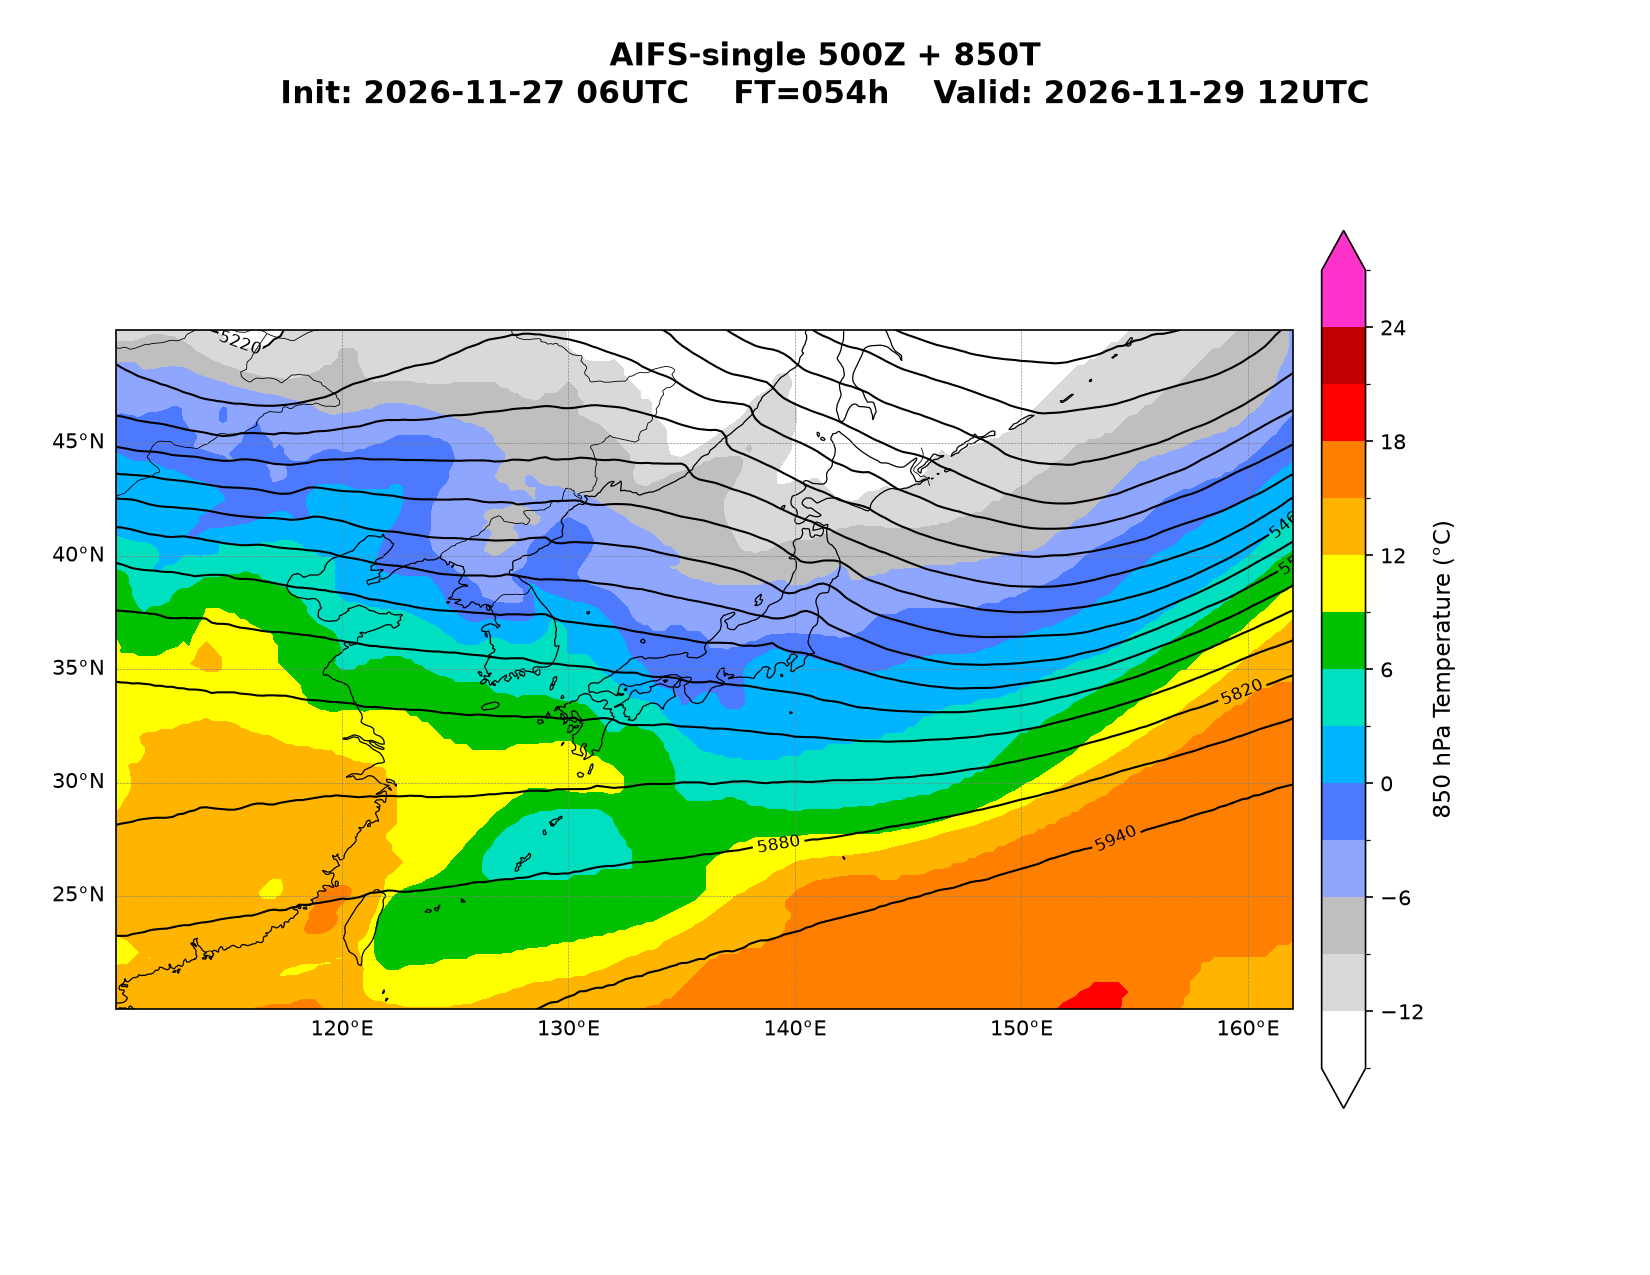 AIFS-single 500Z + 850T
Init: 2026-11-27 06UTC    FT=054h    Valid: 2026-11-29 12UTC
5220
24
18
45°N
546
12
40°N
55
850 hPa Temperature (°C)
6
35°N
5820
0
30°N
5940
5880
−6
25°N
−12
120°E
130°E
140°E
150°E
160°E